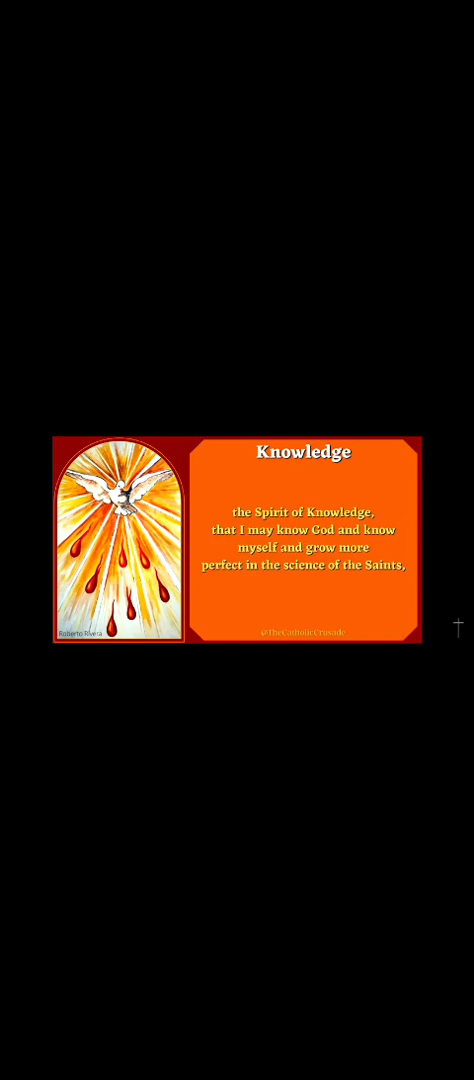 Knowledge
the Spirit of Knowledge,
that I may know God and know
myself and grow more
perfect in the science of the Saints,
Roberto Rivera
@TheCatholicCrusade